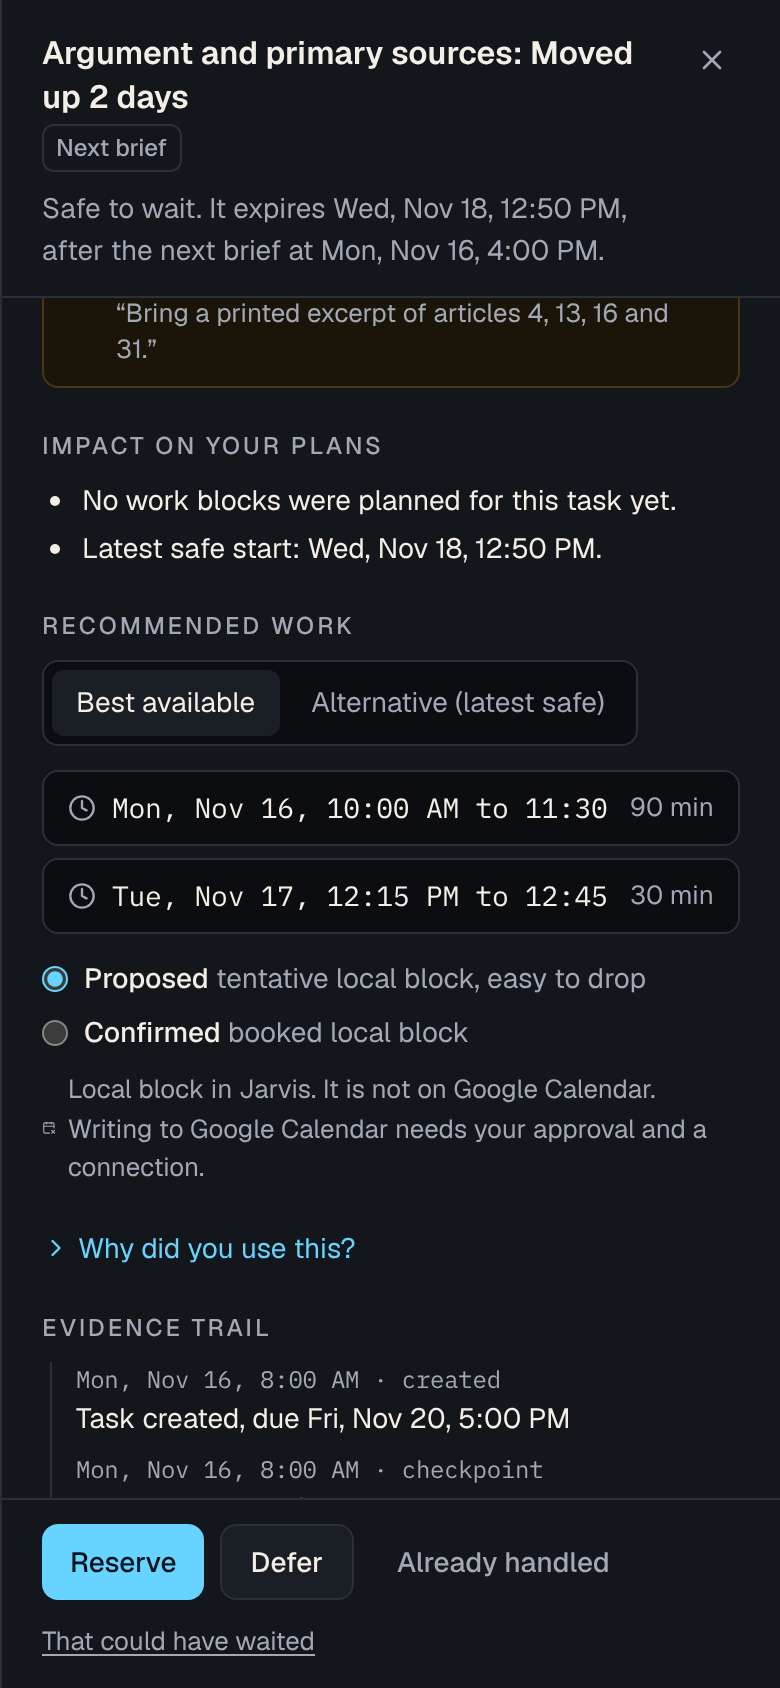 Argument and primary sources: Moved
up 2 days
Next brief
Safe to wait. It expires Wed, Nov 18, 12:50 PM,
after the next brief at Mon, Nov 16, 4:00 PM.
“Bring a printed excerpt of articles 4, 13, 16 and
31.”
IMPACT ON YOUR PLANS
• No work blocks were planned for this task yet.
• Latest safe start: Wed, Nov 18, 12:50 PM.
RECOMMENDED WORK
Best available Alternative (latest safe)
Mon, Nov 16, 10:00 AM to 11:30 90 min
Tue, Nov 17, 12:15 PM to 12:45 30 min
Proposed tentative local block, easy to drop
Confirmed booked local block
Local block in Jarvis. It is not on Google Calendar.
Writing to Google Calendar needs your approval and a
connection.
Why did you use this?
EVIDENCE TRAIL
Mon, Nov 16, 8:00 AM · created
Task created, due Fri, Nov 20, 5:00 PM
Mon, Nov 16, 8:00 AM · checkpoint
Reserve Defer Already handled
That could have waited